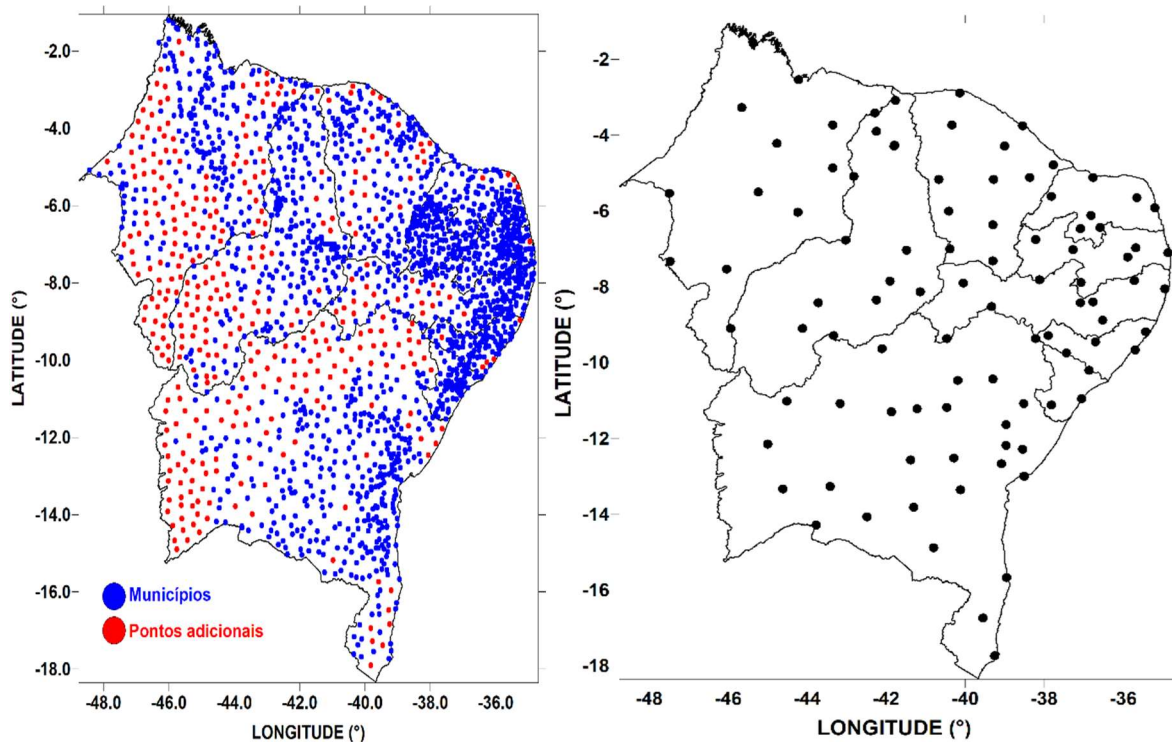 LATITUDE (°)
-2.0
-4.0
-6.0
-8.0
-10.0
-12.0
-14.0
-16.0
-18.0
Municípios
Pontos adicionais
-48.0 -46.0 -44.0 -42.0 -40.0 -38.0 -36.0
LONGITUDE (°)
LATITUDE (°)
-2
-4
-6
-8
-10
-12
-14
-16
-18
-48 -46 -44 -42 -40 -38 -36
LONGITUDE (°)